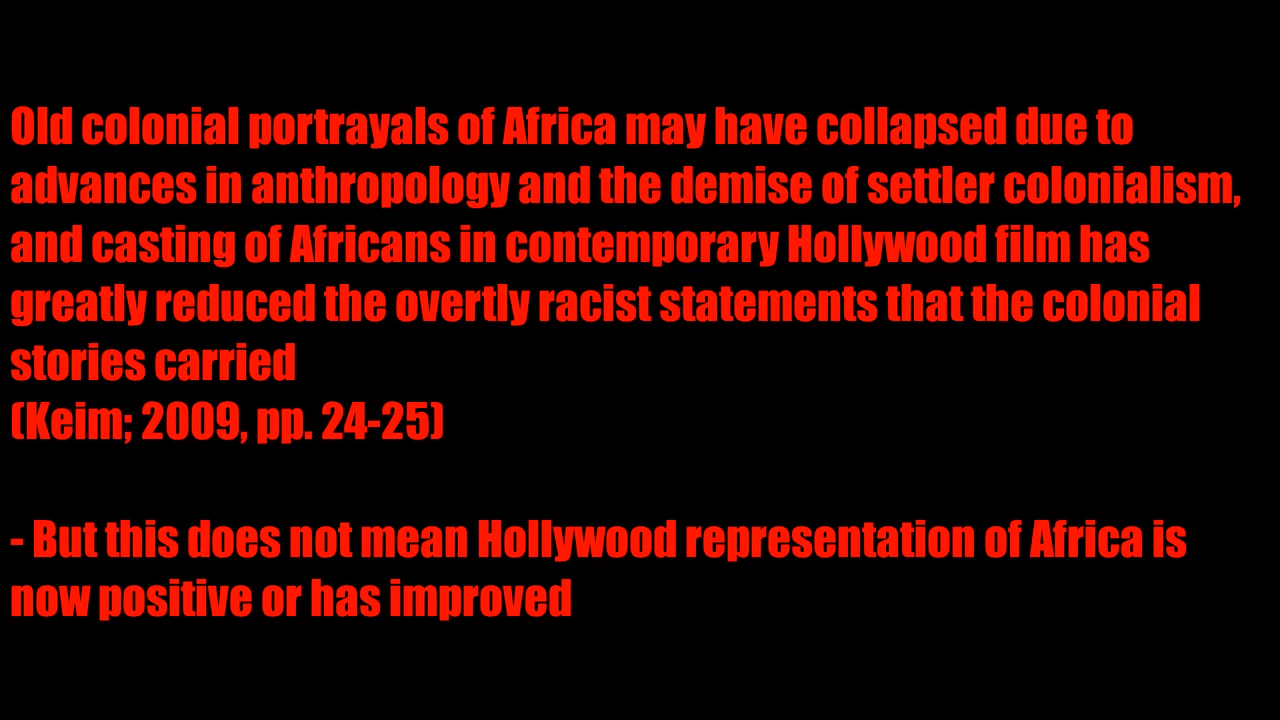 Old colonial portrayals of Africa may have collapsed due to
advances in anthropology and the demise of settler colonialism,
and casting of Africans in contemporary Hollywood film has
greatly reduced the overtly racist statements that the colonial
stories carried
(Keim; 2009, pp. 24-25)
- But this does not mean Hollywood representation of Africa is
now positive or has improved